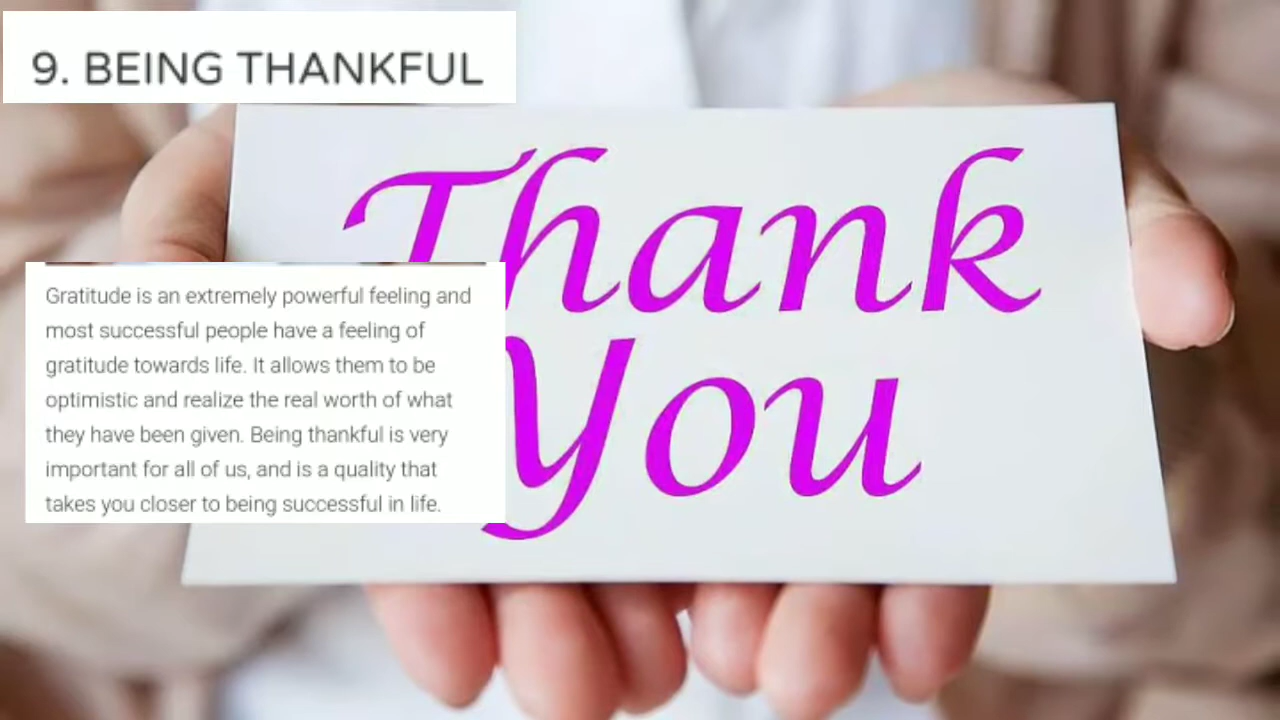 9. BEING THANKFUL
Thank
You
Gratitude is an extremely powerful feeling and
most successful people have a feeling of
gratitude towards life. It allows them to be
optimistic and realize the real worth of what
they have been given. Being thankful is very
important for all of us, and is a quality that
takes you closer to being successful in life.